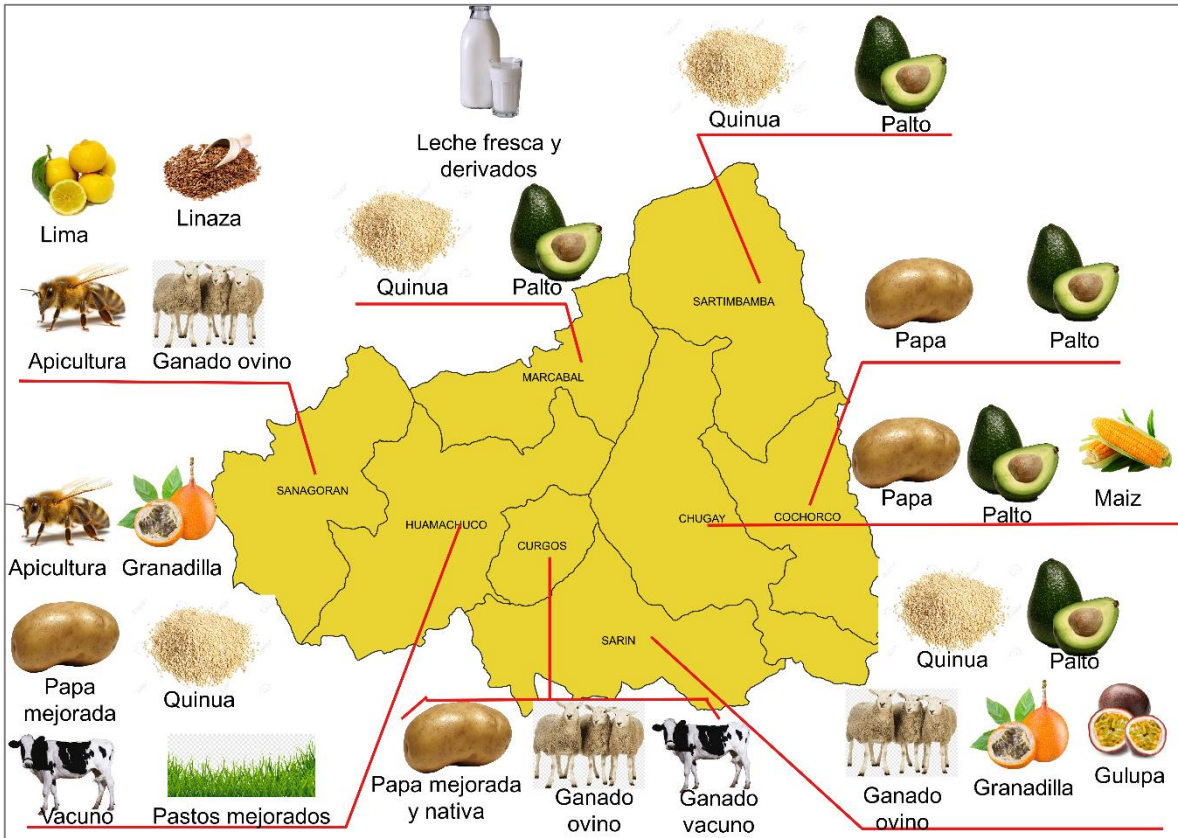 Quinua
Palto
Leche fresca y
derivados
Lima
Linaza
Quinua
Palto
Apicultura
Ganado ovino
SARTIMBAMBA
Papa
Palto
MARCABAL
Papa
Palto
Maiz
SANAGORAN
HUAMACHUCO
CURGOS
CHUGAY
COCHORCO
Apicultura
Granadilla
SARIN
Quinua
Palto
Papa
mejorada
Quinua
Vacuno
Pastos mejorados
Papa mejorada
y nativa
Ganado
ovino
Ganado
vacuno
Ganado
ovino
Granadilla
Gulupa